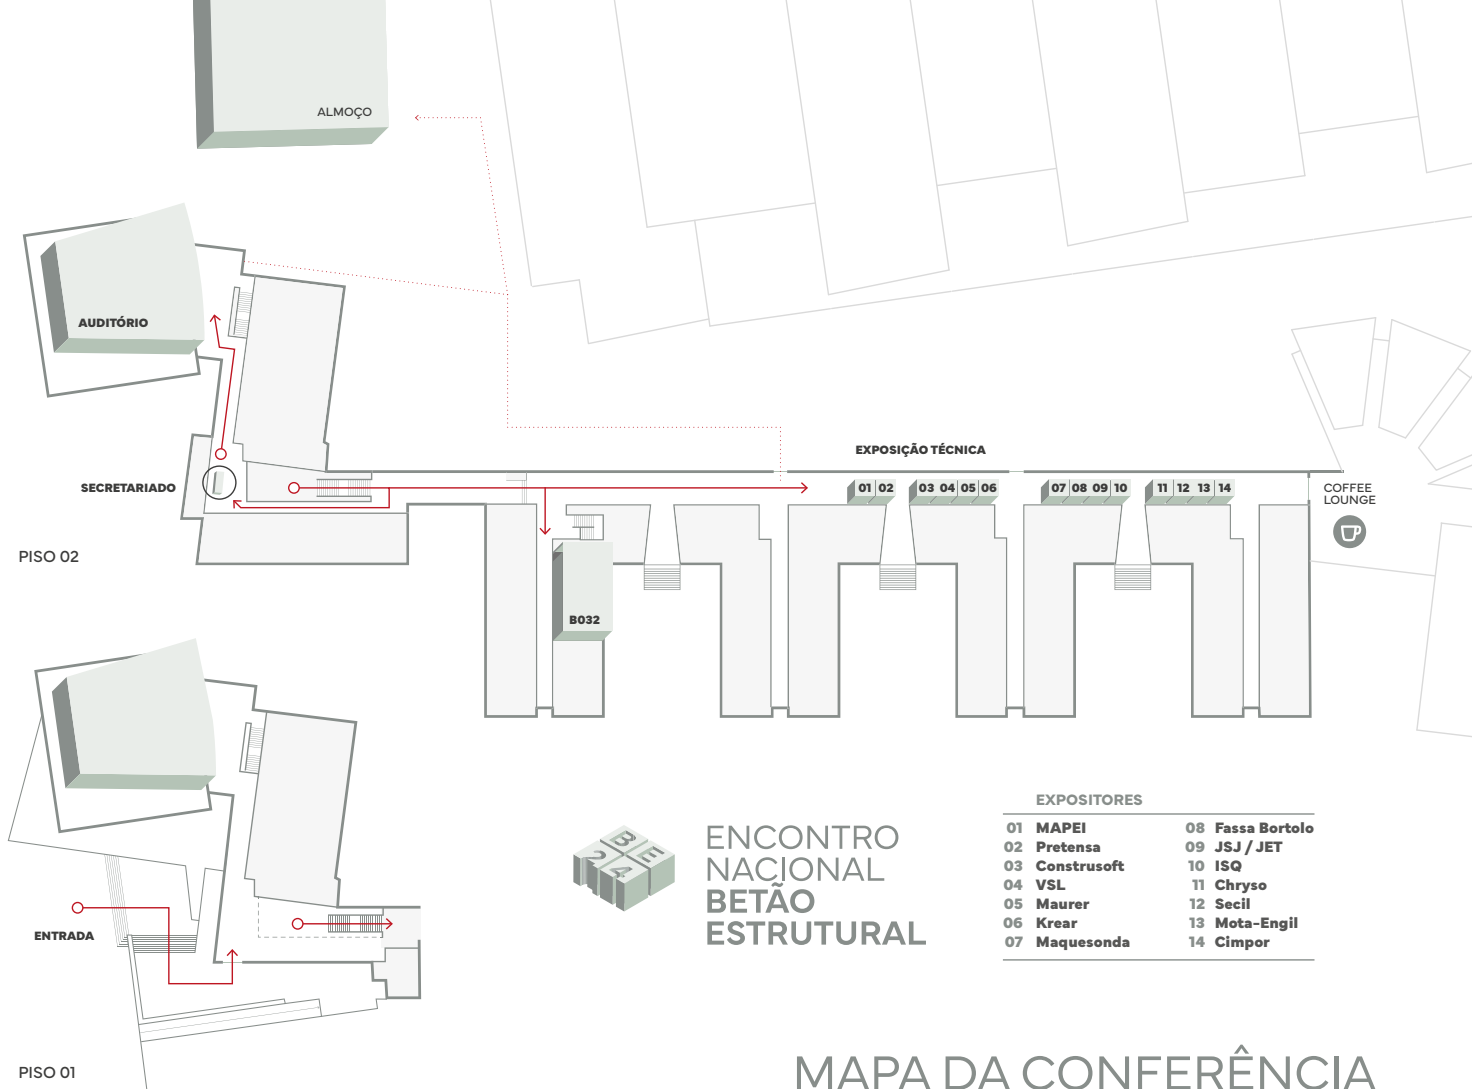 ALMOÇO
AUDITÓRIO
EXPOSIÇÃO TÉCNICA
SECRETARIADO
01 02 03 04 05 06 07 08 09 10 11 12 13 14
COFFEE
LOUNGE
PISO 02
B032
ENTRADA
PISO 01
BE
24
ENCONTRO
NACIONAL
BETÃO
ESTRUTURAL
EXPOSITORES
01 MAPEI
02 Pretensa
03 Construsoft
04 VSL
05 Maurer
06 Krear
07 Maquesonda
08 Fassa Bortolo
09 JSJ / JET
10 ISQ
11 Chryso
12 Secil
13 Mota-Engil
14 Cimpor
MAPA DA CONFERÊNCIA